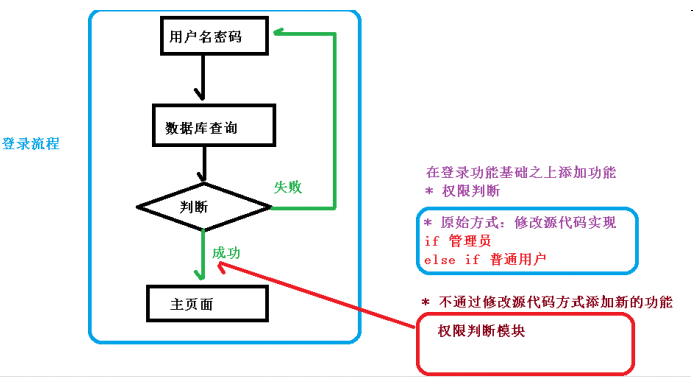 用户名密码
数据库查询
登录流程
失败
判断
成功
主页面
在登录功能基础之上添加功能
* 权限判断
* 原始方式：修改源代码实现
if 管理员
else if 普通用户
* 不通过修改源代码方式添加新的功能
权限判断模块